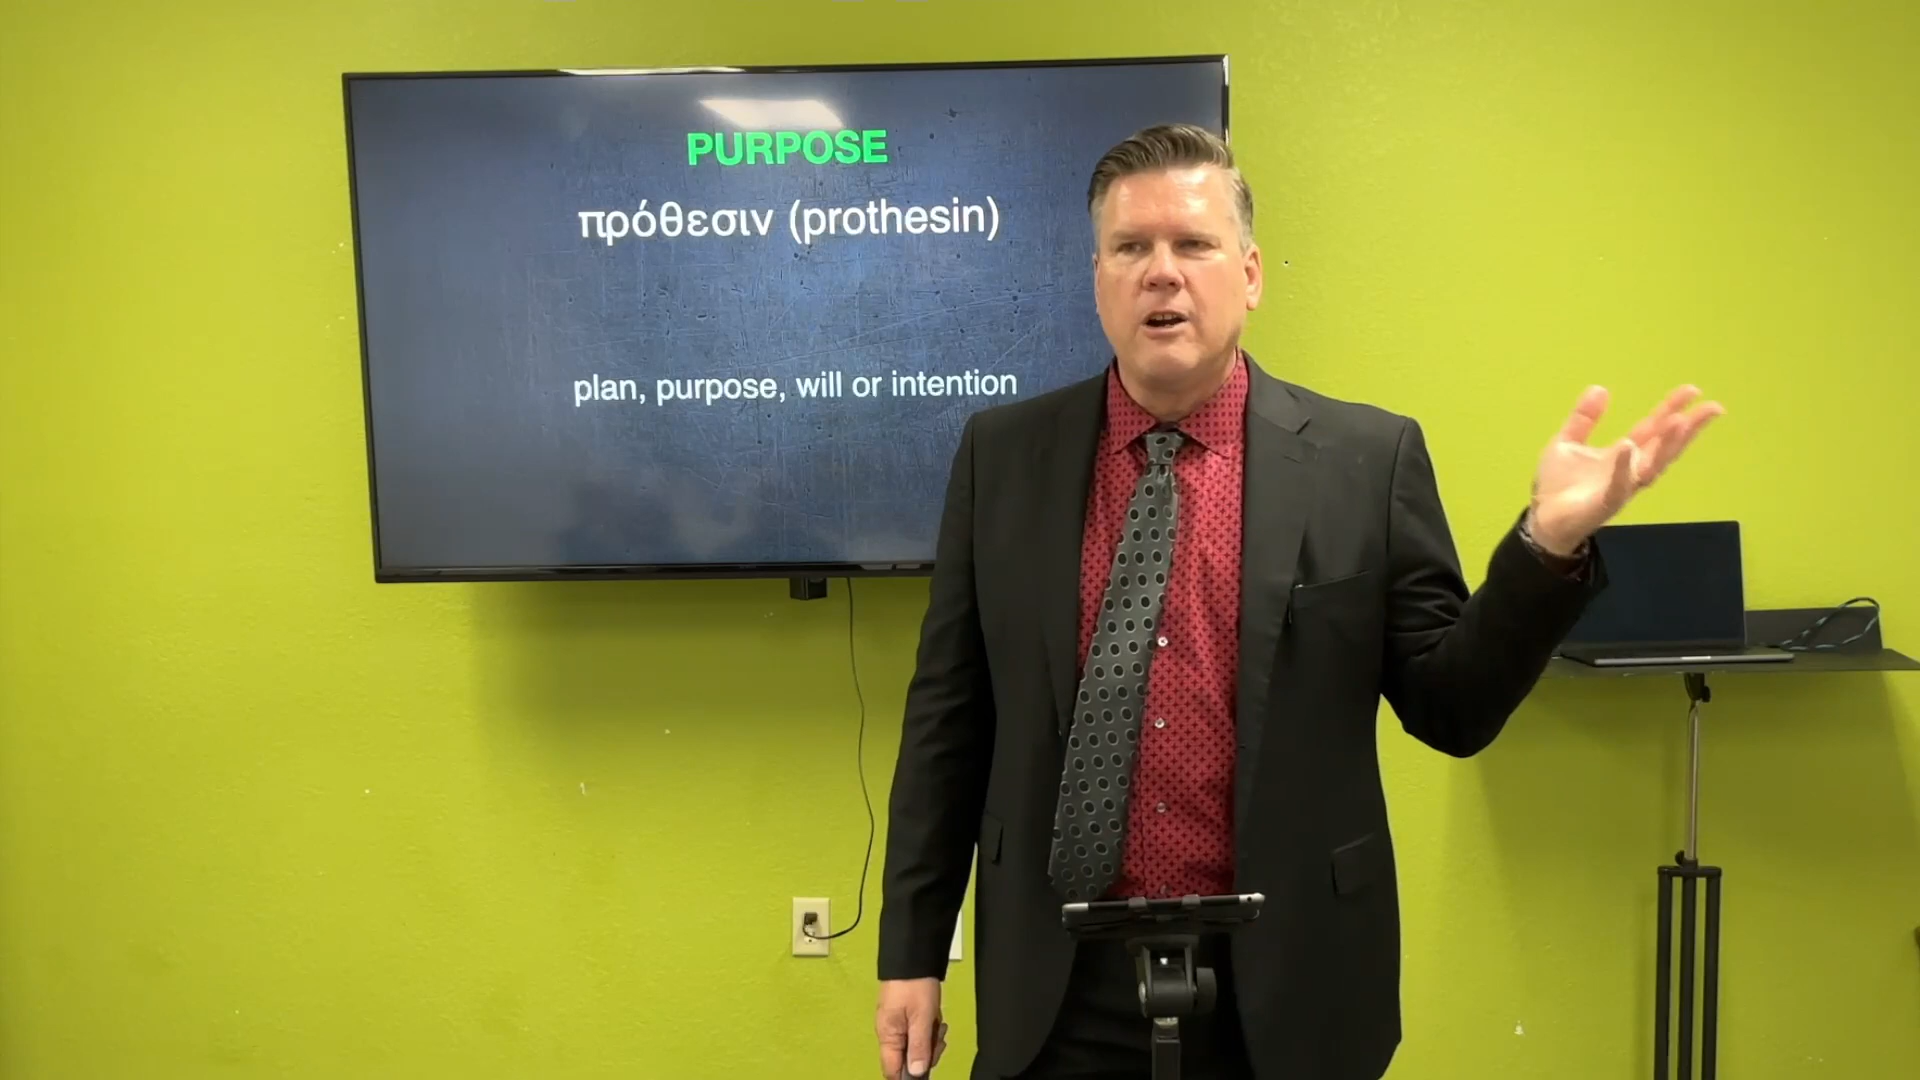 PURPOSE
πρόθεσιν (prothesin)
plan, purpose, will or intention